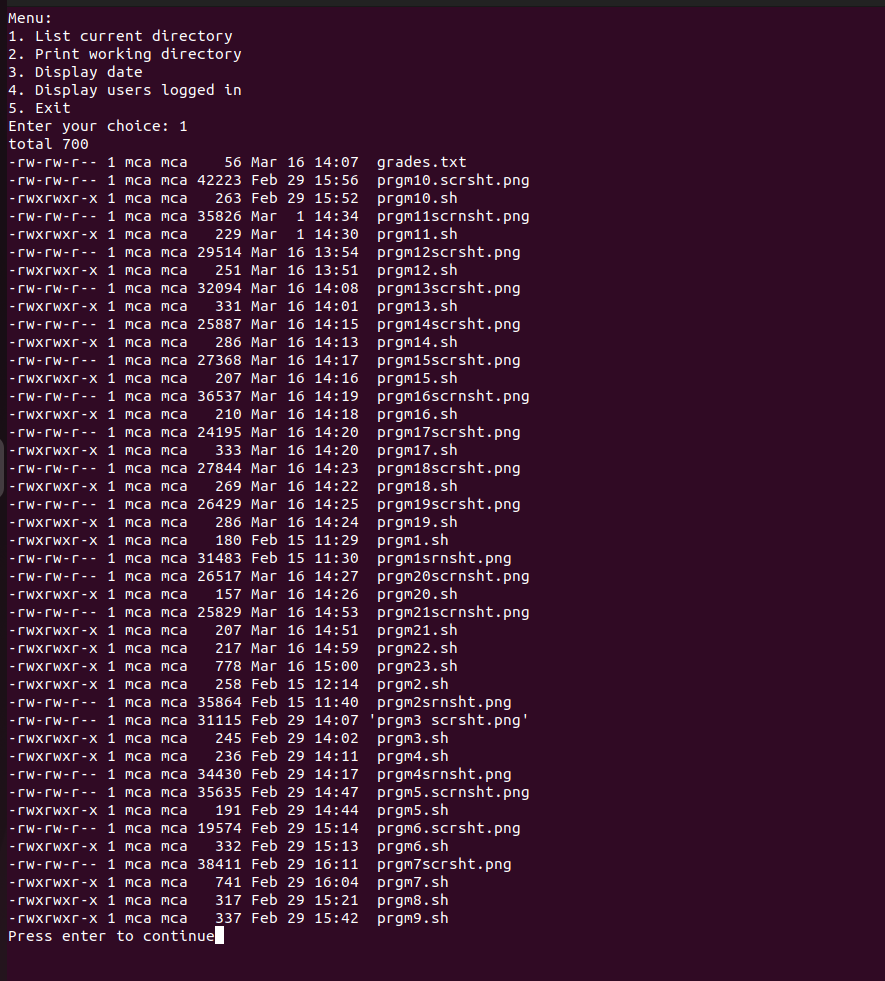 Menu:
1. List current directory
2. Print working directory
3. Display date
4. Display users logged in
5. Exit
Enter your choice: 1
total 700
-rw-rw-r-- 1 mca mca    56 Mar 16 14:07  grades.txt
-rw-rw-r-- 1 mca mca 42223 Feb 29 15:56  prgm10.scrsht.png
-rwxrwxr-x 1 mca mca   263 Feb 29 15:52  prgm10.sh
-rw-rw-r-- 1 mca mca 35826 Mar  1 14:34  prgm11scrnsht.png
-rwxrwxr-x 1 mca mca   229 Mar  1 14:30  prgm11.sh
-rw-rw-r-- 1 mca mca 29514 Mar 16 13:54  prgm12scrsht.png
-rwxrwxr-x 1 mca mca   251 Mar 16 13:51  prgm12.sh
-rw-rw-r-- 1 mca mca 32094 Mar 16 14:08  prgm13scrsht.png
-rwxrwxr-x 1 mca mca   331 Mar 16 14:01  prgm13.sh
-rw-rw-r-- 1 mca mca 25887 Mar 16 14:15  prgm14scrsht.png
-rwxrwxr-x 1 mca mca   286 Mar 16 14:13  prgm14.sh
-rw-rw-r-- 1 mca mca 27368 Mar 16 14:17  prgm15scrsht.png
-rwxrwxr-x 1 mca mca   207 Mar 16 14:16  prgm15.sh
-rw-rw-r-- 1 mca mca 36537 Mar 16 14:19  prgm16scrnsht.png
-rwxrwxr-x 1 mca mca   210 Mar 16 14:18  prgm16.sh
-rw-rw-r-- 1 mca mca 24195 Mar 16 14:20  prgm17scrsht.png
-rwxrwxr-x 1 mca mca   333 Mar 16 14:20  prgm17.sh
-rw-rw-r-- 1 mca mca 27844 Mar 16 14:23  prgm18scrsht.png
-rwxrwxr-x 1 mca mca   269 Mar 16 14:22  prgm18.sh
-rw-rw-r-- 1 mca mca 26429 Mar 16 14:25  prgm19scrsht.png
-rwxrwxr-x 1 mca mca   286 Mar 16 14:24  prgm19.sh
-rwxrwxr-x 1 mca mca   180 Feb 15 11:29  prgm1.sh
-rw-rw-r-- 1 mca mca 31483 Feb 15 11:30  prgm1srnsht.png
-rw-rw-r-- 1 mca mca 26517 Mar 16 14:27  prgm20scrnsht.png
-rwxrwxr-x 1 mca mca   157 Mar 16 14:26  prgm20.sh
-rw-rw-r-- 1 mca mca 25829 Mar 16 14:53  prgm21scrnsht.png
-rwxrwxr-x 1 mca mca   207 Mar 16 14:51  prgm21.sh
-rwxrwxr-x 1 mca mca   217 Mar 16 14:59  prgm22.sh
-rwxrwxr-x 1 mca mca   778 Mar 16 15:00  prgm23.sh
-rwxrwxr-x 1 mca mca   258 Feb 15 12:14  prgm2.sh
-rw-rw-r-- 1 mca mca 35864 Feb 15 11:40  prgm2srnsht.png
-rw-rw-r-- 1 mca mca 31115 Feb 29 14:07 'prgm3 scrsht.png'
-rwxrwxr-x 1 mca mca   245 Feb 29 14:02  prgm3.sh
-rwxrwxr-x 1 mca mca   236 Feb 29 14:11  prgm4.sh
-rw-rw-r-- 1 mca mca 34430 Feb 29 14:17  prgm4srnsht.png
-rw-rw-r-- 1 mca mca 35635 Feb 29 14:47  prgm5.scrnsht.png
-rwxrwxr-x 1 mca mca   191 Feb 29 14:44  prgm5.sh
-rw-rw-r-- 1 mca mca 19574 Feb 29 15:14  prgm6.scrsht.png
-rwxrwxr-x 1 mca mca   332 Feb 29 15:13  prgm6.sh
-rw-rw-r-- 1 mca mca 38411 Feb 29 16:11  prgm7scrsht.png
-rwxrwxr-x 1 mca mca   741 Feb 29 16:04  prgm7.sh
-rwxrwxr-x 1 mca mca   317 Feb 29 15:21  prgm8.sh
-rwxrwxr-x 1 mca mca   337 Feb 29 15:42  prgm9.sh
Press enter to continue